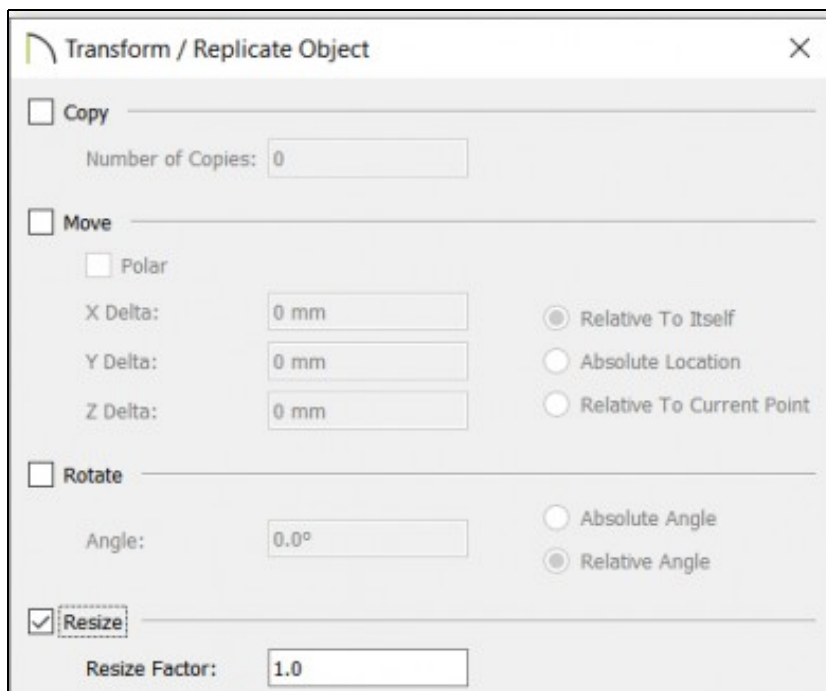 Transform / Replicate Object
Copy
Number of Copies: 0
Move
Polar
X Delta: 0 mm
Relative To Itself
Y Delta: 0 mm
Absolute Location
Z Delta: 0 mm
Relative To Current Point
Rotate
Absolute Angle
Angle: 0.0º
Relative Angle
Resize
Resize Factor: 1.0